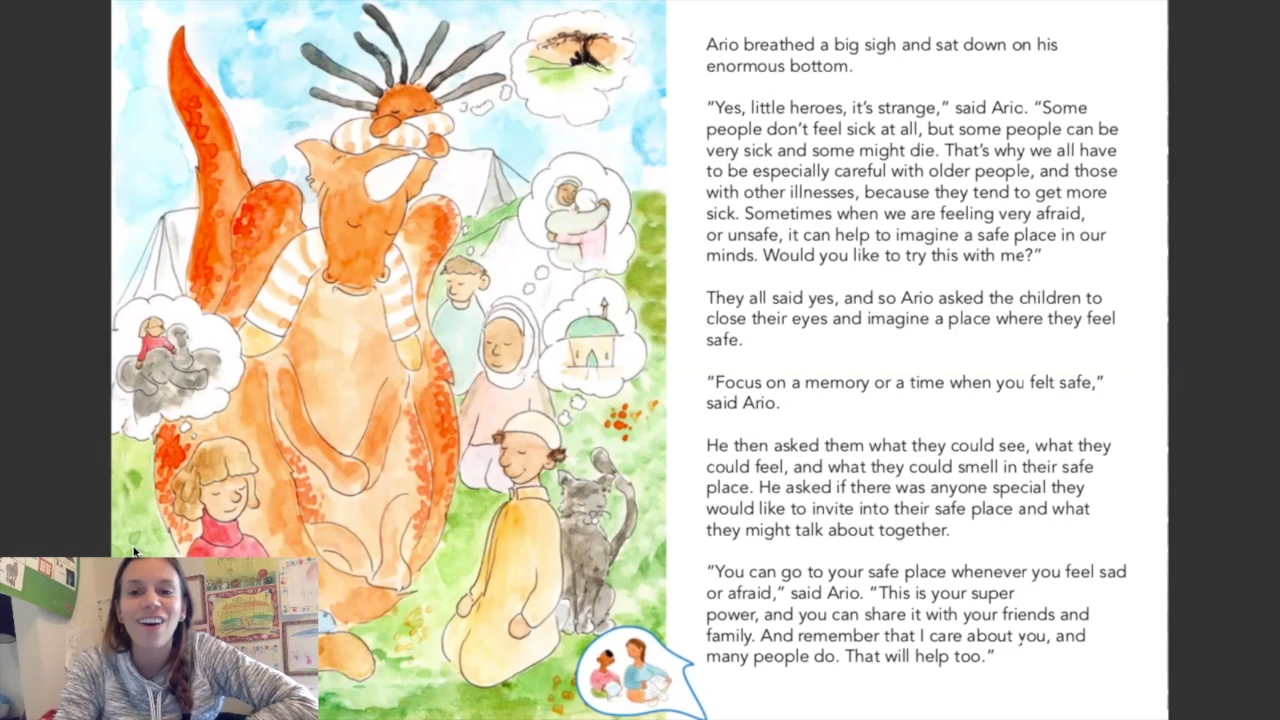 Ario breathed a big sigh and sat down on his
enormous bottom.
“Yes, little heroes, it’s strange,” said Ario. “Some
people don’t feel sick at all, but some people can be
very sick and some might die. That’s why we all have
to be especially careful with older people, and those
with other illnesses, because they tend to get more
sick. Sometimes when we are feeling very afraid,
or unsafe, it can help to imagine a safe place in our
minds. Would you like to try this with me?”
They all said yes, and so Ario asked the children to
close their eyes and imagine a place where they feel
safe.
“Focus on a memory or a time when you felt safe,”
said Ario.
He then asked them what they could see, what they
could feel, and what they could smell in their safe
place. He asked if there was anyone special they
would like to invite into their safe place and what
they might talk about together.
“You can go to your safe place whenever you feel sad
or afraid,” said Ario. “This is your super
power, and you can share it with your friends and
family. And remember that I care about you, and
many people do. That will help too.”